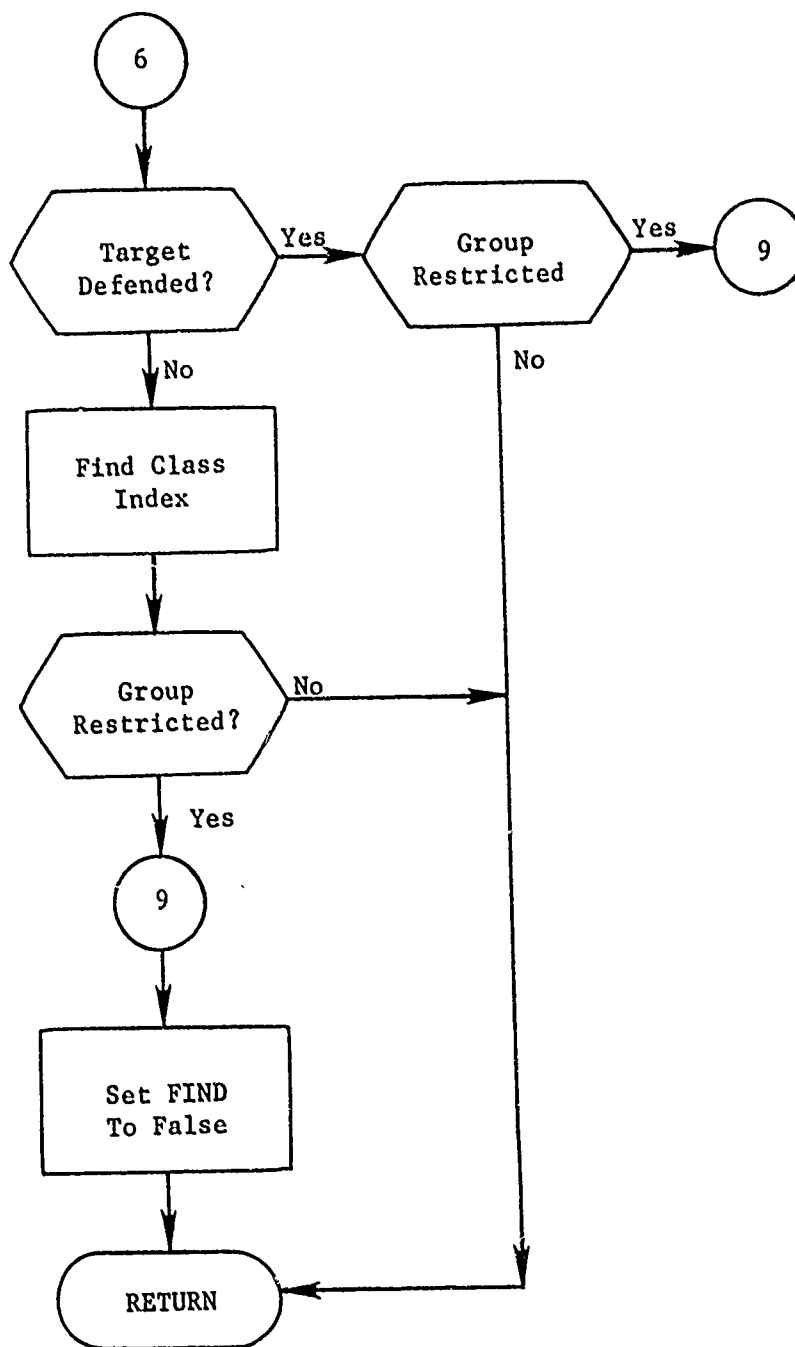 6
Target
Defended?
Yes
Group
Restricted
Yes
9
No
No
Find Class
Index
Group
Restricted?
No
Yes
9
Set FIND
To False
RETURN